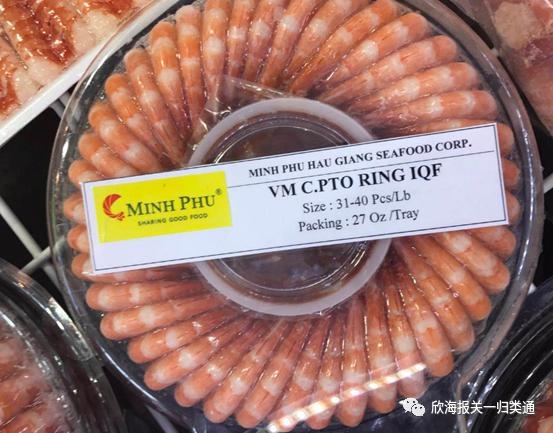 MINH PHU®
SHARING GOOD FOOD
MINH PHU HAU GIANG SEAFOOD CORP.
VM C.PTO RING IQF
Size : 31-40 Pcs/Lb
Packing : 27 Oz /Tray
欣海报关一归类通